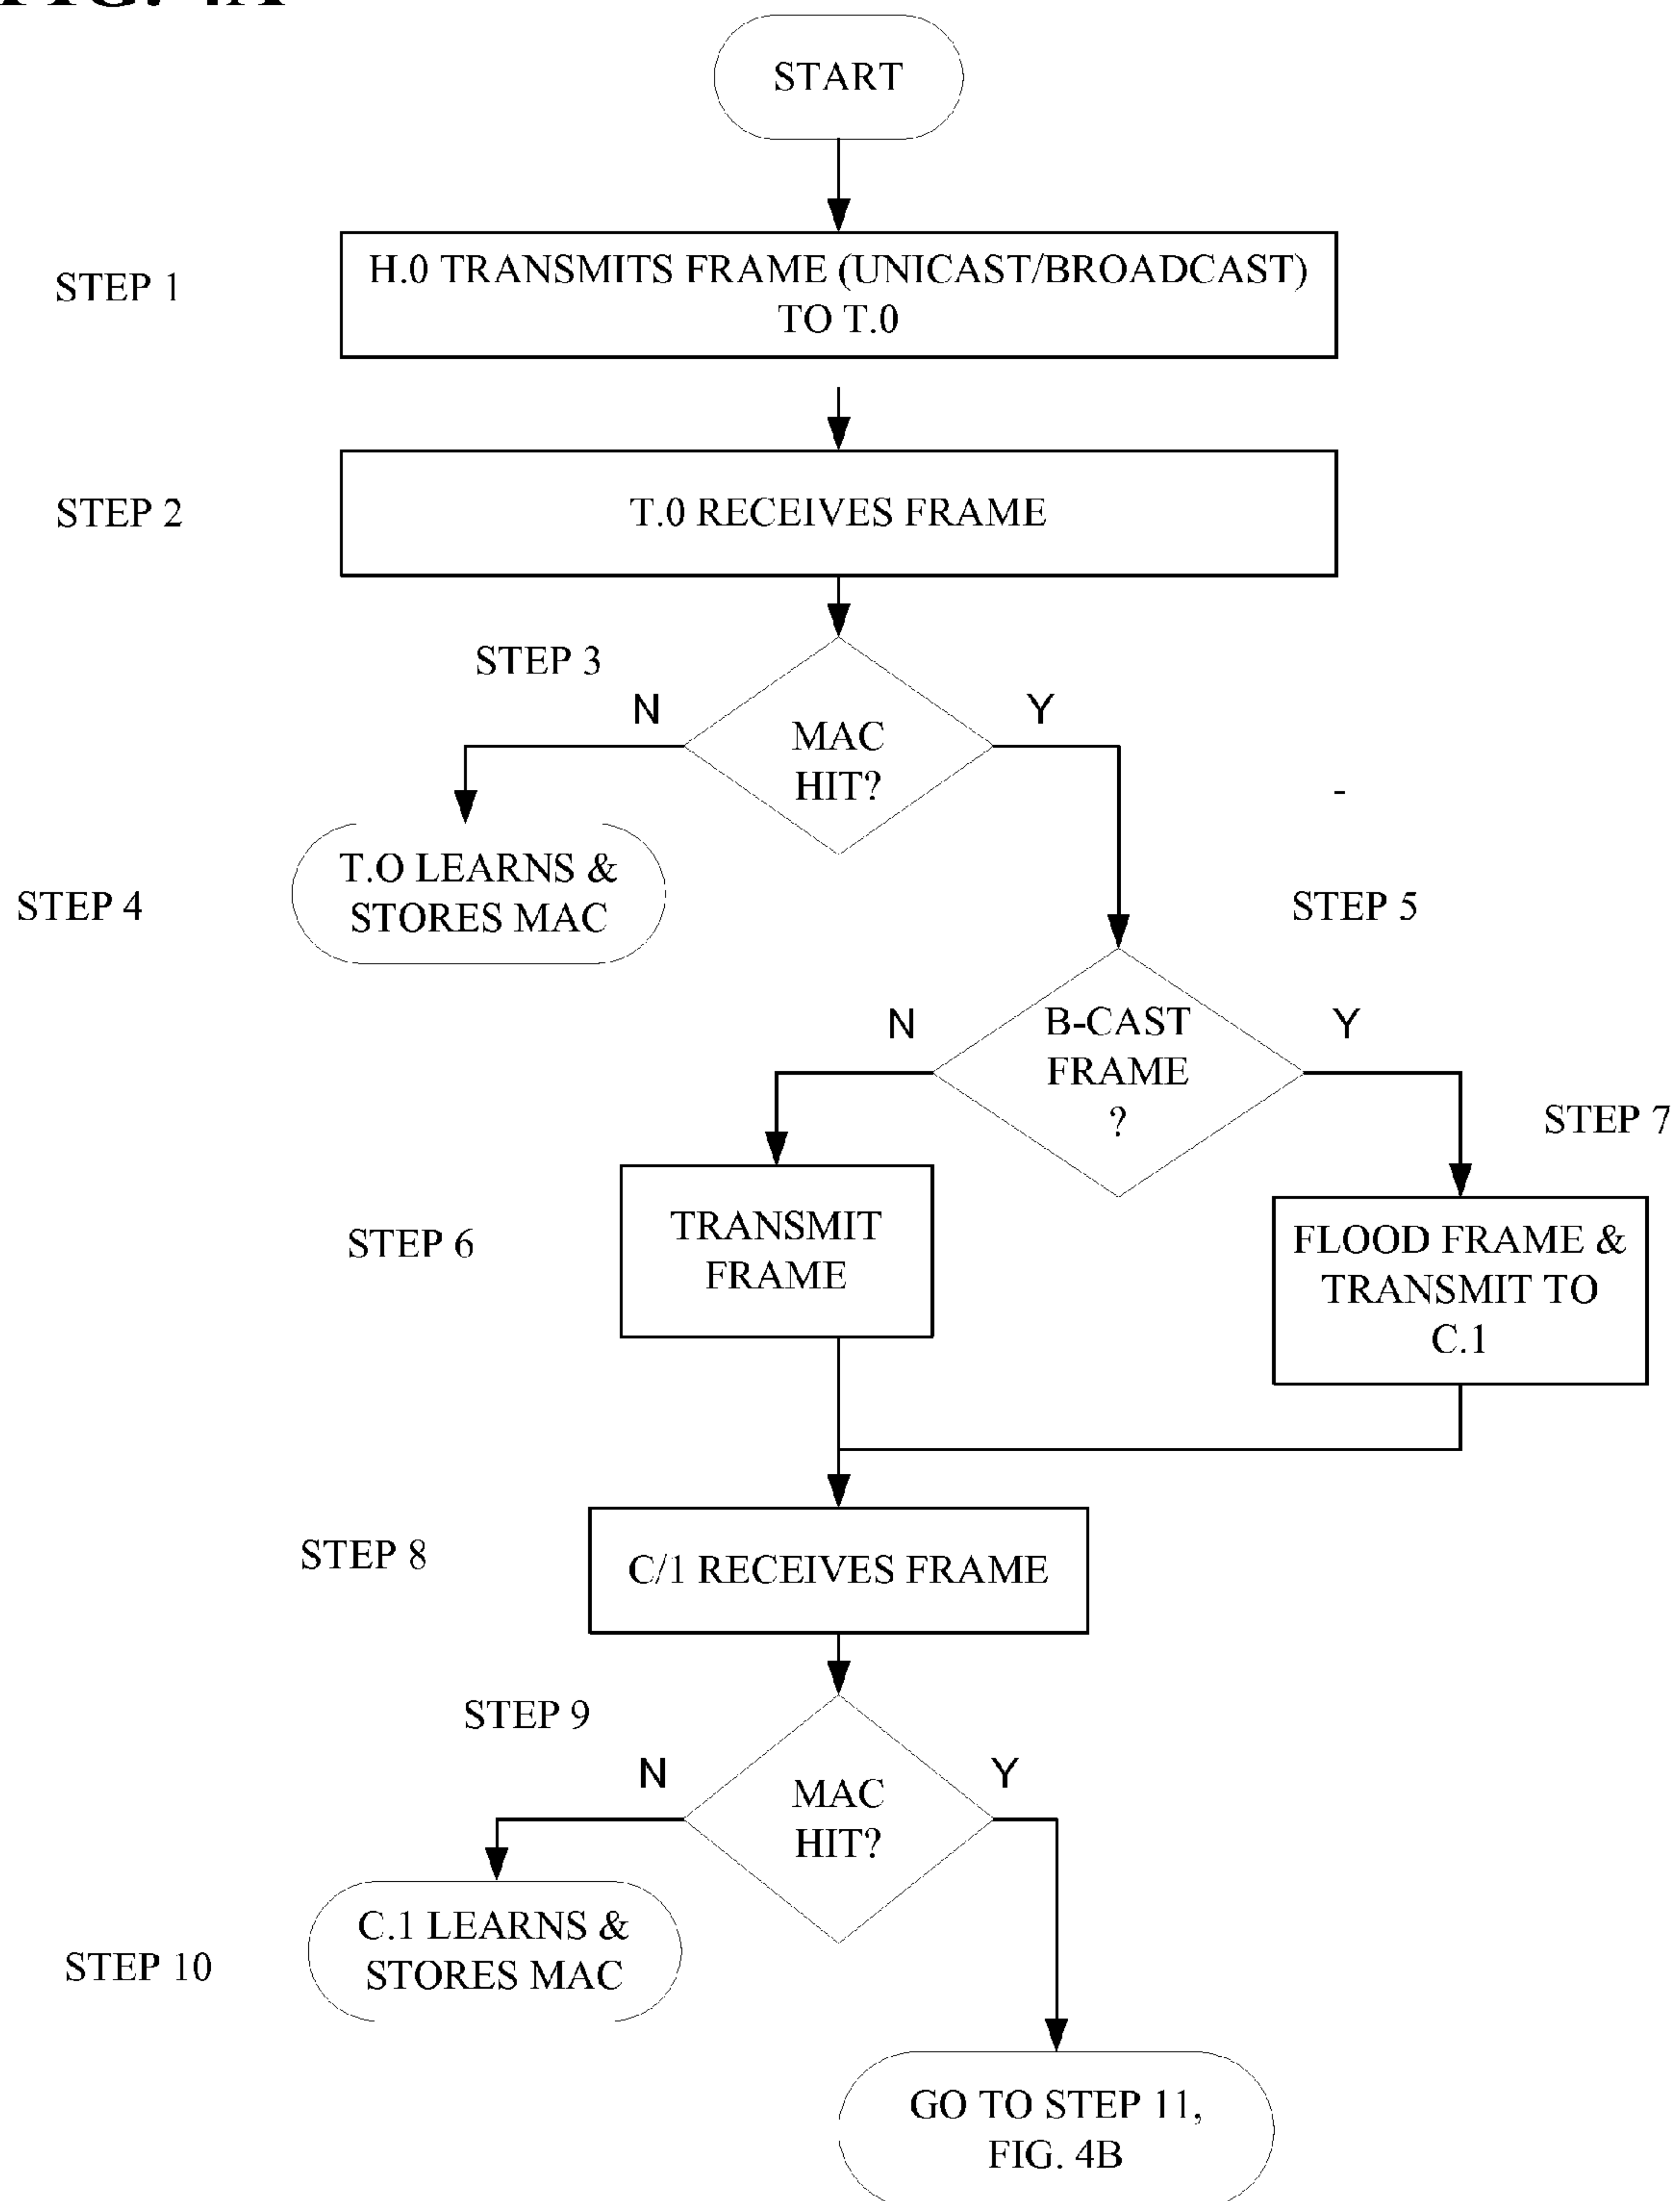 START
STEP 1
H.0 TRANSMITS FRAME (UNICAST/BROADCAST)
TO T.0
STEP 2
T.0 RECEIVES FRAME
STEP 3
N
Y
MAC
HIT?
-
STEP 4
T.O LEARNS &
STORES MAC
STEP 5
N
B-CAST
FRAME
?
Y
STEP 7
STEP 6
TRANSMIT
FRAME
FLOOD FRAME &
TRANSMIT TO
C.1
STEP 8
C/1 RECEIVES FRAME
STEP 9
N
Y
MAC
HIT?
STEP 10
C.1 LEARNS &
STORES MAC
GO TO STEP 11,
FIG. 4B